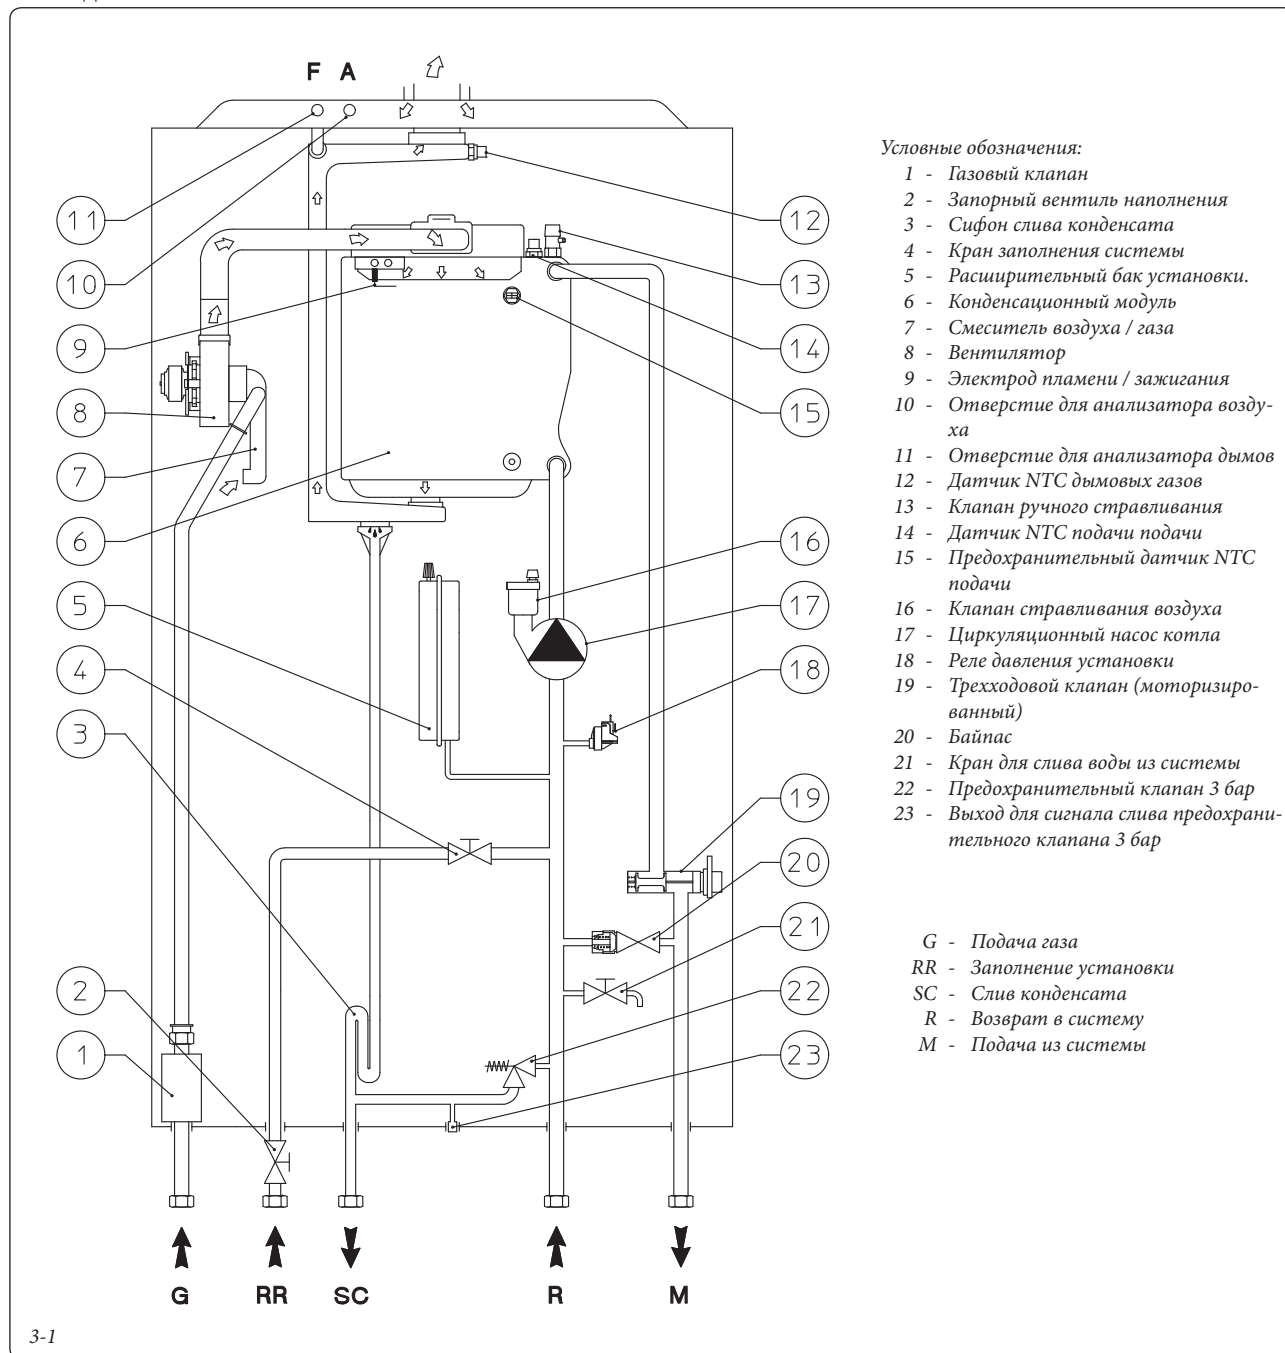 F A
11
10
9
8
7
6
5
4
3
2
1
12
13
14
15
16
17
18
19
20
21
22
23
G RR SC R M
3-1
Условные обозначения:
1 - Газовый клапан
2 - Запорный вентиль наполнения
3 - Сифон слива конденсата
4 - Кран заполнения системы
5 - Расширительный бак установки.
6 - Конденсационный модуль
7 - Смеситель воздуха / газа
8 - Вентилятор
9 - Электрод пламени / зажигания
10 - Отверстие для анализатора возду-
ха
11 - Отверстие для анализатора дымов
12 - Датчик NTC дымовых газов
13 - Клапан ручного стравливания
14 - Датчик NTC подачи подачи
15 - Предохранительный датчик NTC
подачи
16 - Клапан стравливания воздуха
17 - Циркуляционный насос котла
18 - Реле давления установки
19 - Трехходовой клапан (моторизиро-
ванный)
20 - Байпас
21 - Кран для слива воды из системы
22 - Предохранительный клапан 3 бар
23 - Выход для сигнала слива предохрани-
тельного клапана 3 бар
G - Подача газа
RR - Заполнение установки
SC - Слив конденсата
R - Возврат в систему
M - Подача из системы